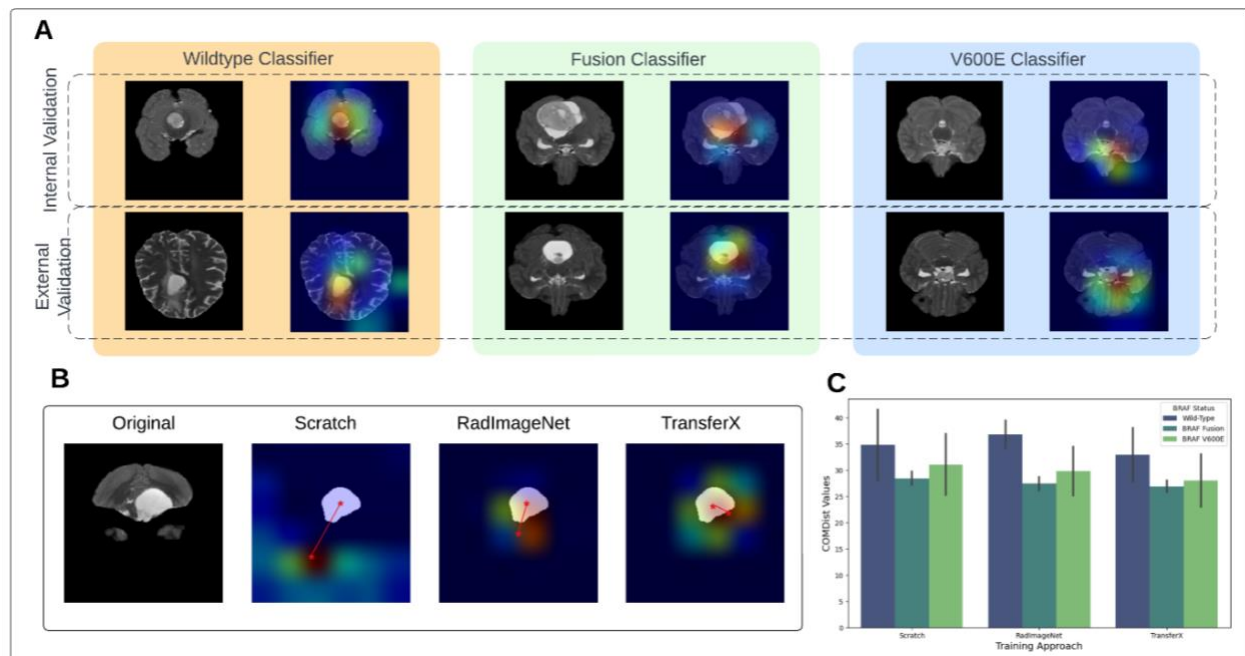 A
Wildtype Classifier
Fusion Classifier
V600E Classifier
Internal Validation
External
Validation
B
Original
Scratch
RadImageNet
TransferX
C
BRAF Status
Wild-Type
BRAF Fusion
BRAF V600E
COMDist Values
40
35
30
25
20
15
10
5
0
Scratch
RadImageNet
TransferX
Training Approach